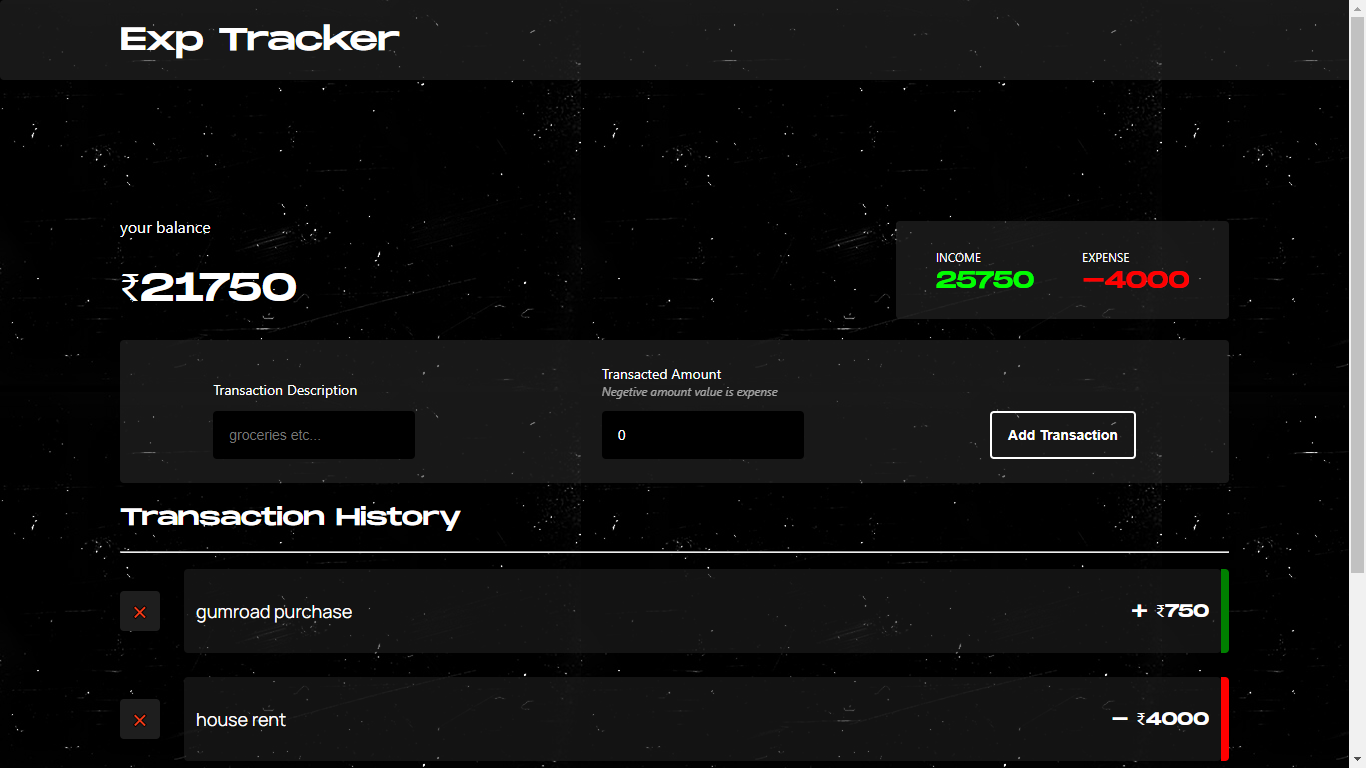 Exp Tracker
your balance
₹21750
INCOME
25750
EXPENSE
-4000
Transaction Description
groceries etc...
Transacted Amount
Negetive amount value is expense
0
Add Transaction
Transaction History
× gumroad purchase + ₹750
× house rent - ₹4000